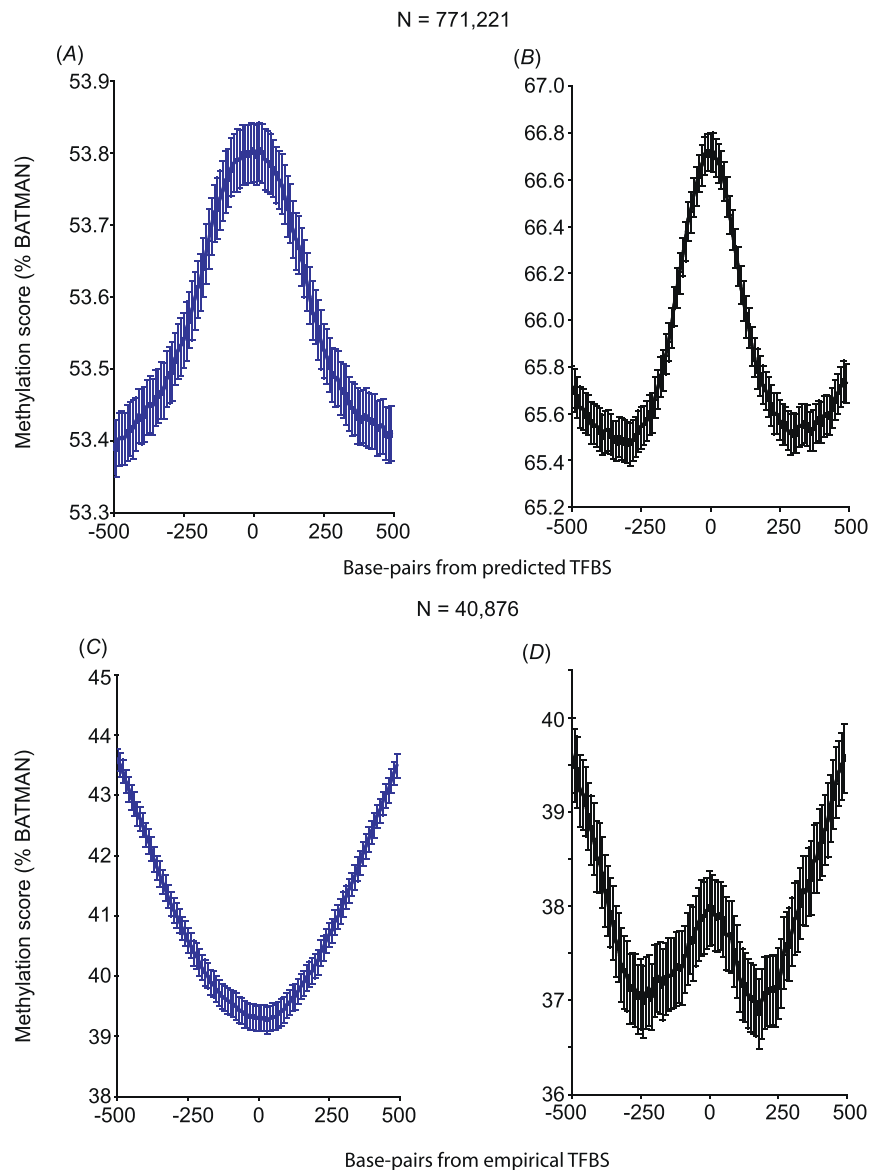 N = 771,221
(A)
(B)
Methylation score (% BATMAN)
53.9
53.8
53.7
53.6
53.5
53.4
53.3
-500 -250 0 250 500
67.0
66.8
66.6
66.4
66.2
66.0
65.8
65.6
65.4
65.2
-500 -250 0 250 500
Base-pairs from predicted TFBS
N = 40,876
(C)
(D)
Methylation score (% BATMAN)
45
44
43
42
41
40
39
38
-500 -250 0 250 500
40
39
38
37
36
-500 -250 0 250 500
Base-pairs from empirical TFBS